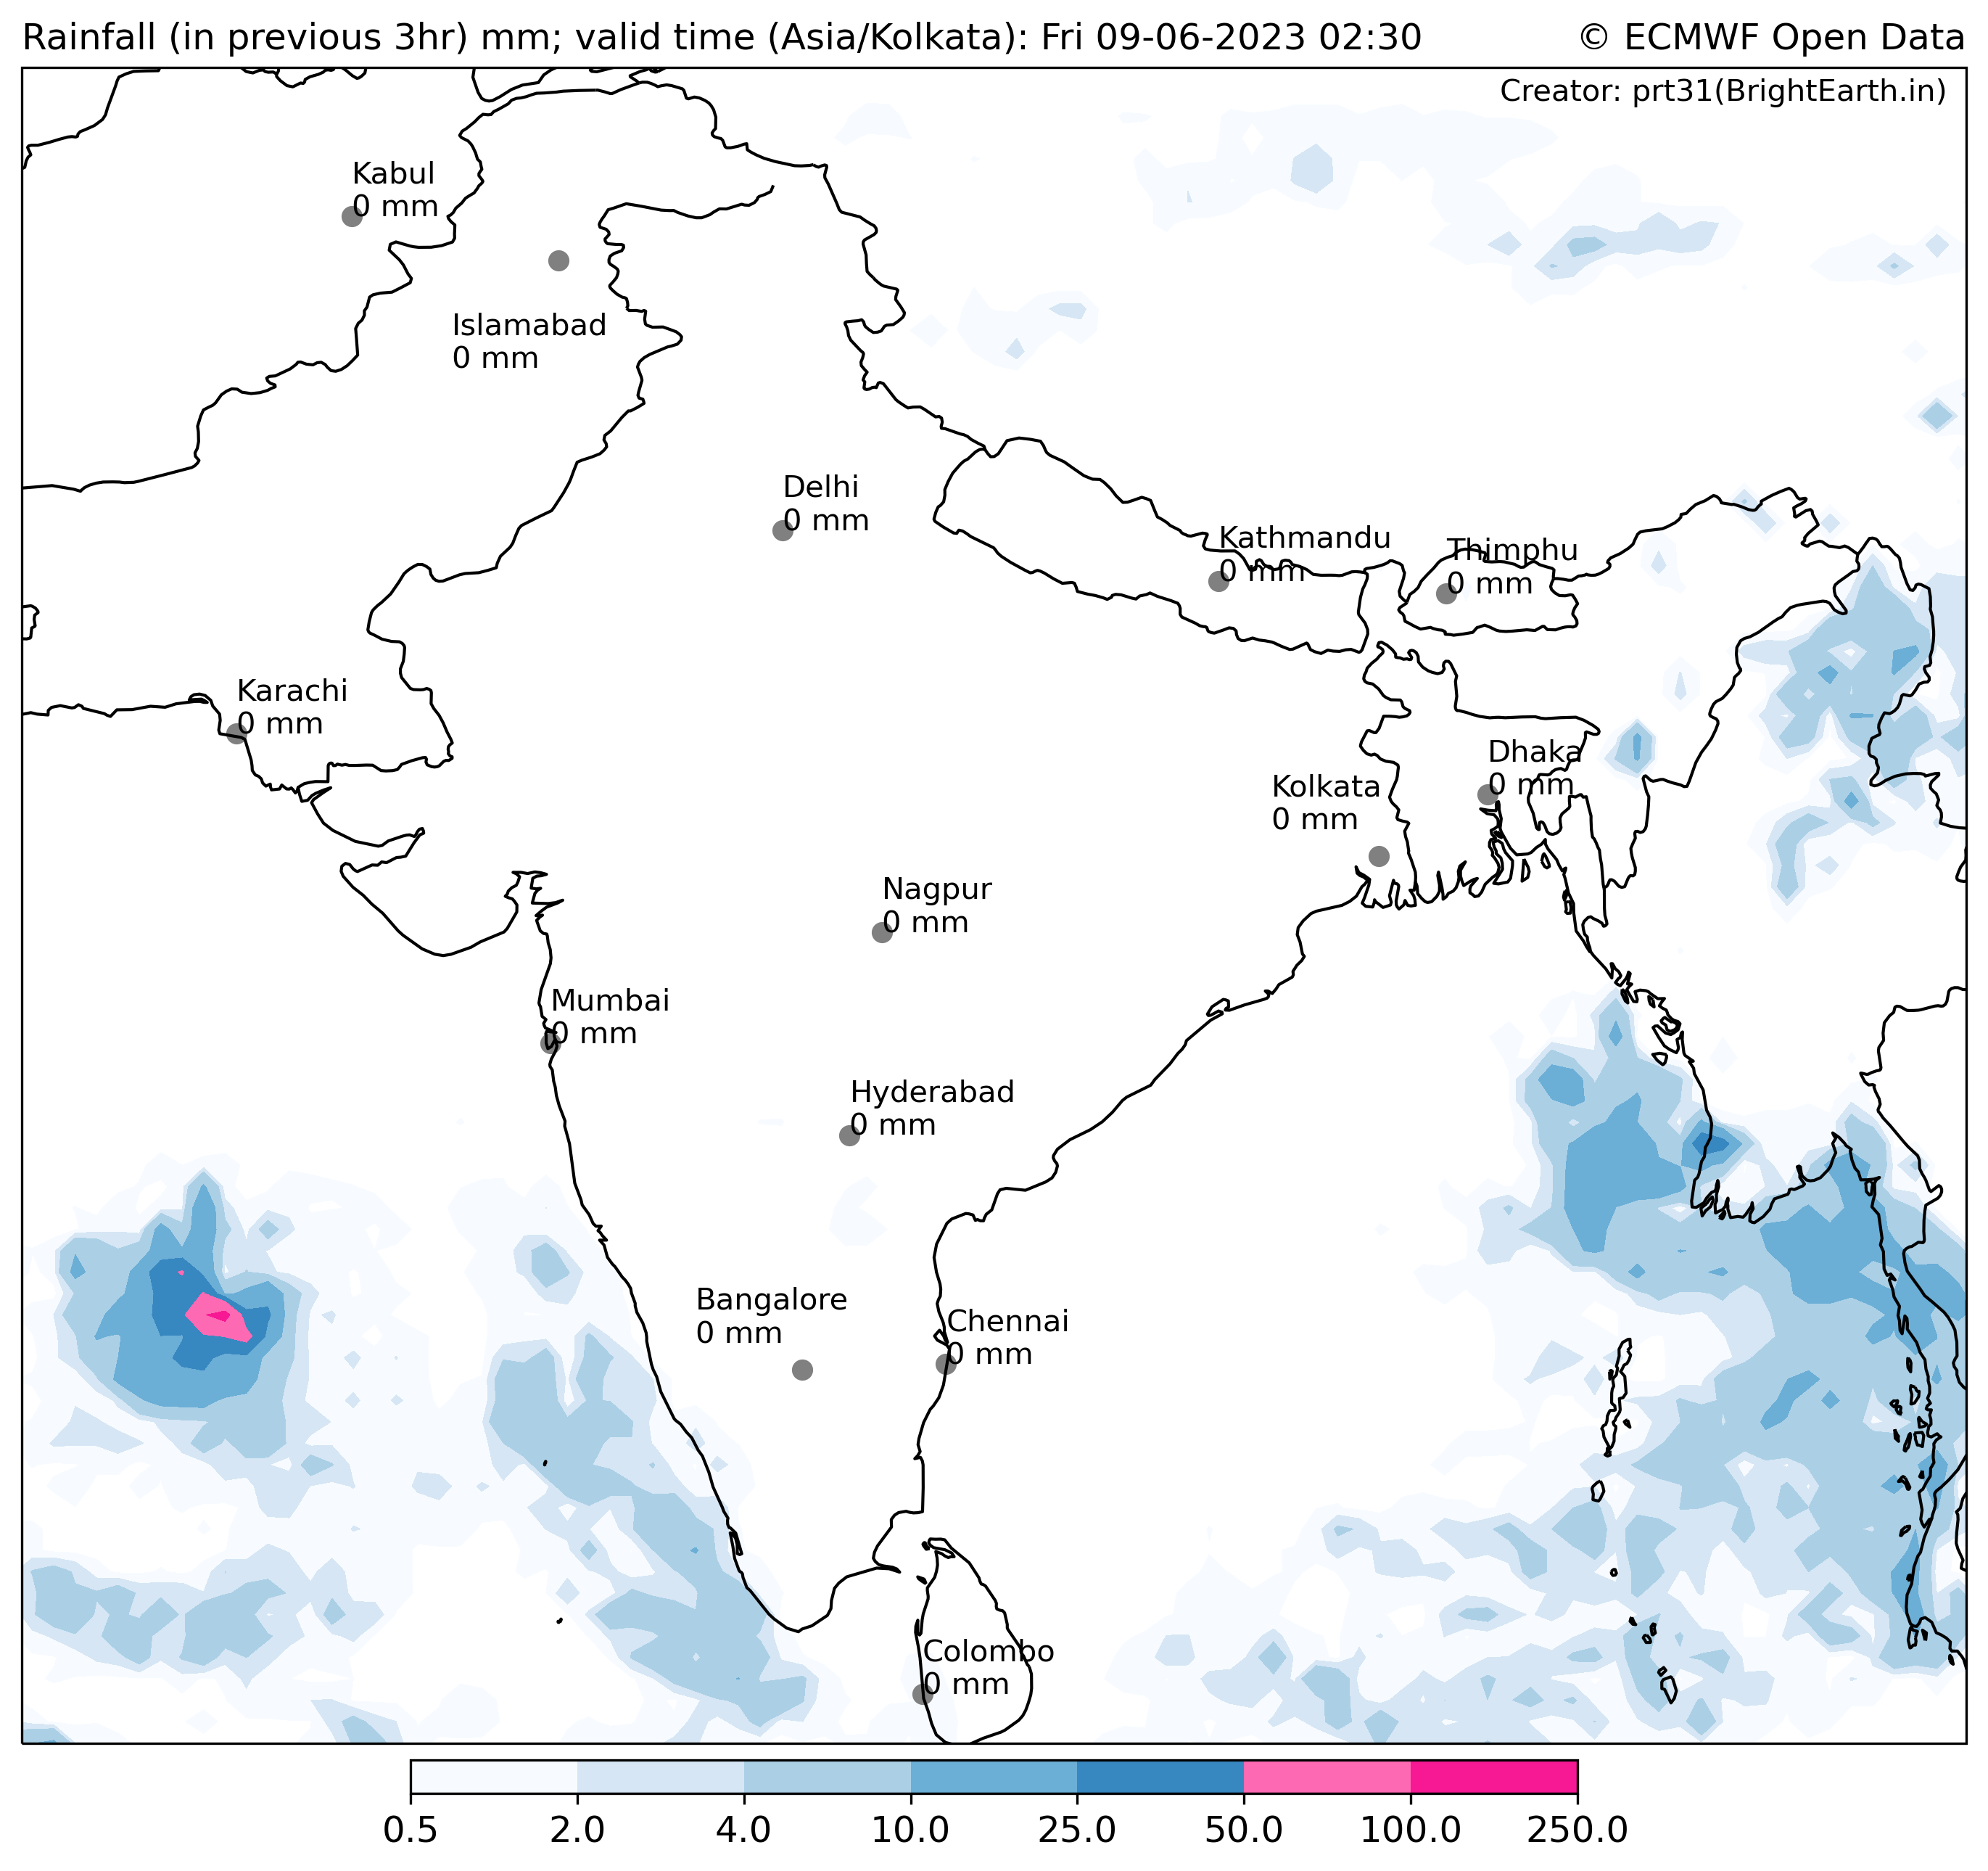 Rainfall (in previous 3hr) mm; valid time (Asia/Kolkata): Fri 09-06-2023 02:30
© ECMWF Open Data
Creator: prt31(BrightEarth.in)
Kabul
0 mm
Islamabad
0 mm
Delhi
0 mm
Kathmandu
0 mm
Thimphu
0 mm
Karachi
0 mm
Dhaka
0 mm
Kolkata
0 mm
Nagpur
0 mm
Mumbai
0 mm
Hyderabad
0 mm
Bangalore
0 mm
Chennai
0 mm
Colombo
0 mm
0.5 2.0 4.0 10.0 25.0 50.0 100.0 250.0